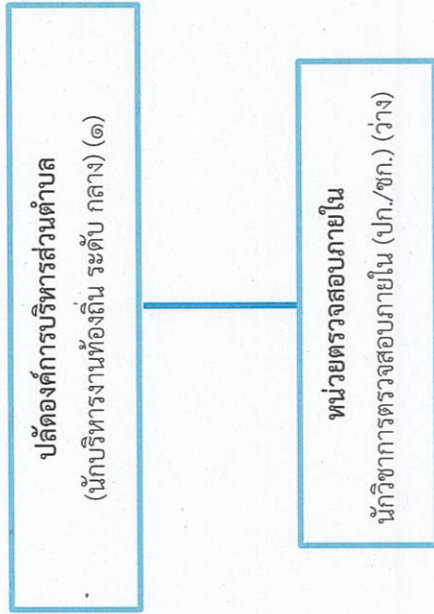 ปลัดองค์การบริหารส่วนตำบล
(นักบริหารงานท้องถิ่น ระดับ กลาง) (๑)
หน่วยตรวจสอบภายใน
นักวิชาการตรวจสอบภายใน (ปก./ชก.) (ว่าง)